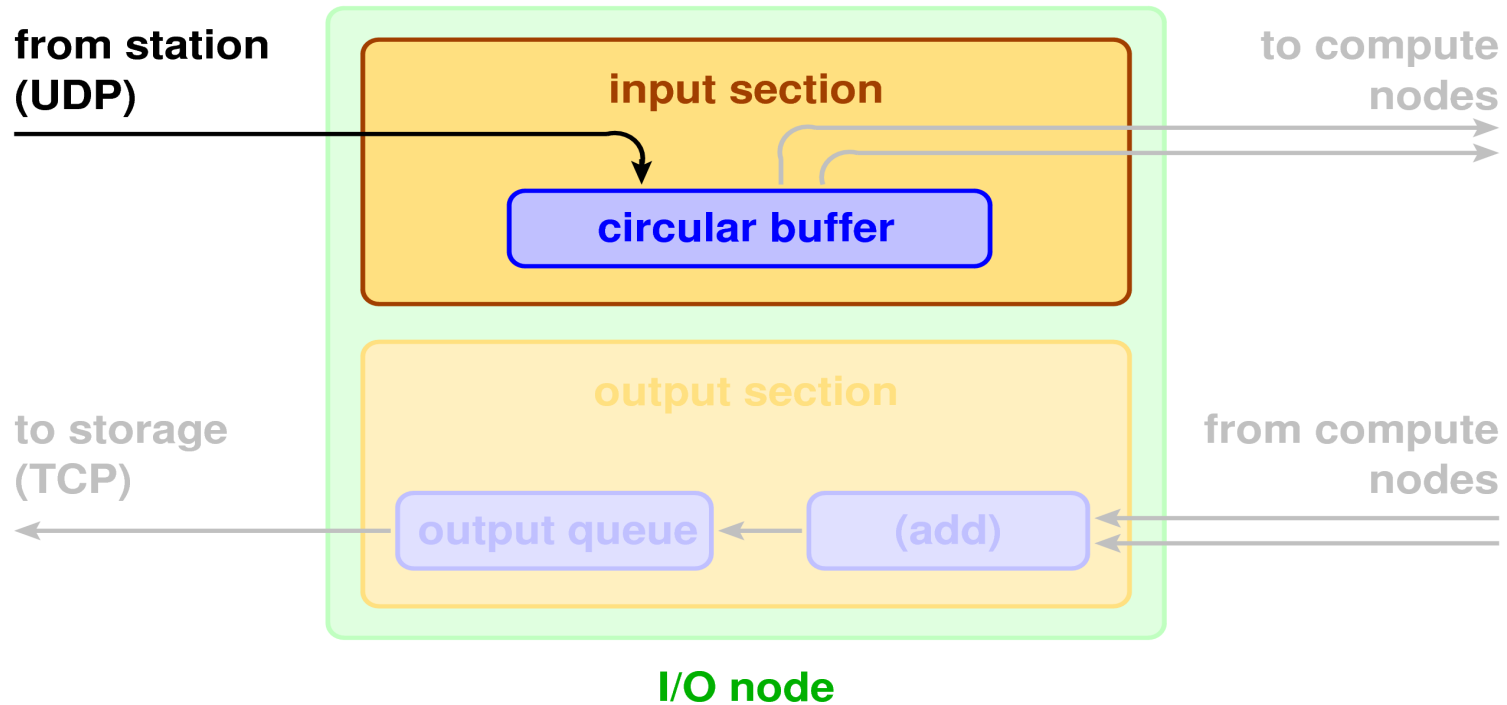 from station
(UDP)
to compute
nodes
input section
circular buffer
output section
to storage
(TCP)
from compute
nodes
output queue
(add)
I/O node